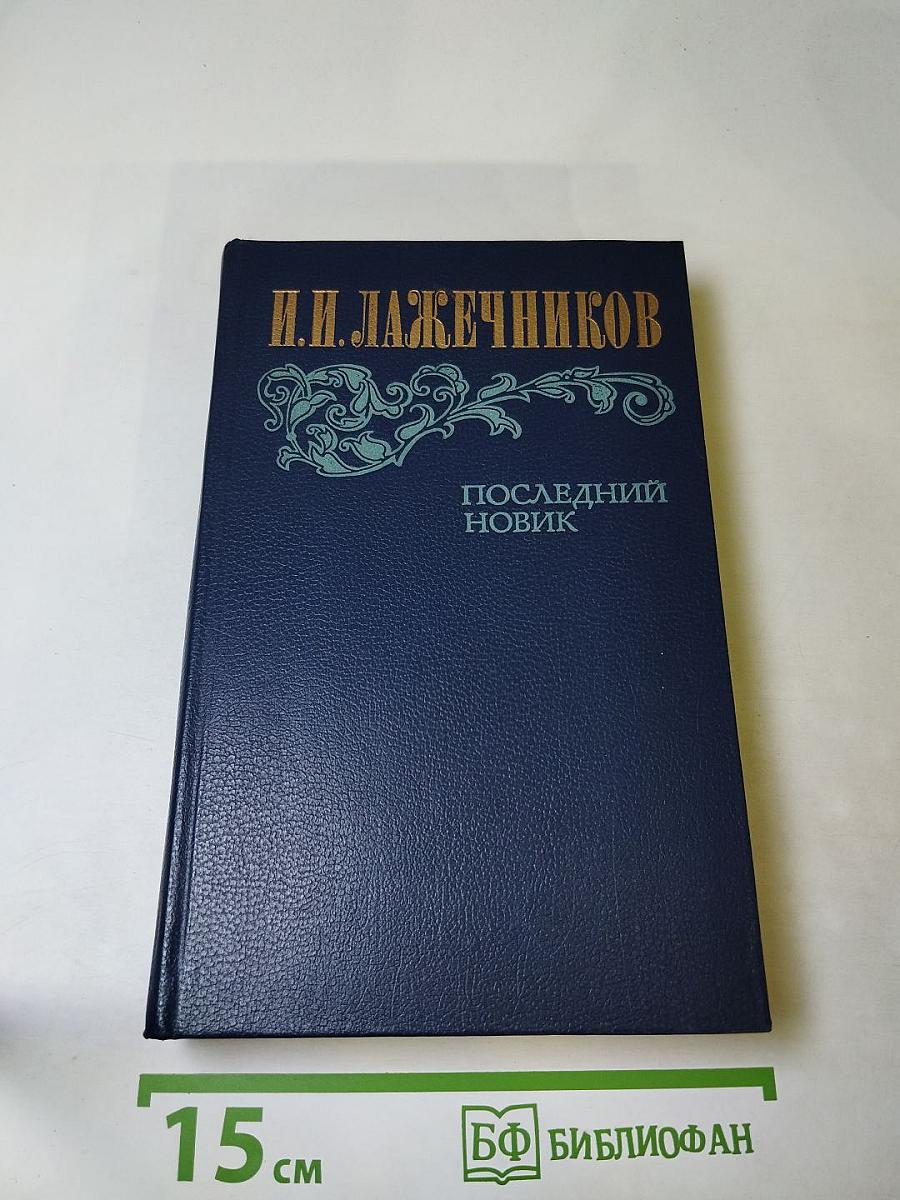 И.И.ЛАЖЕЧНИКОВ
ПОСЛЕДНИЙ
НОВИК
15 см
БФ БИБЛИОФАН